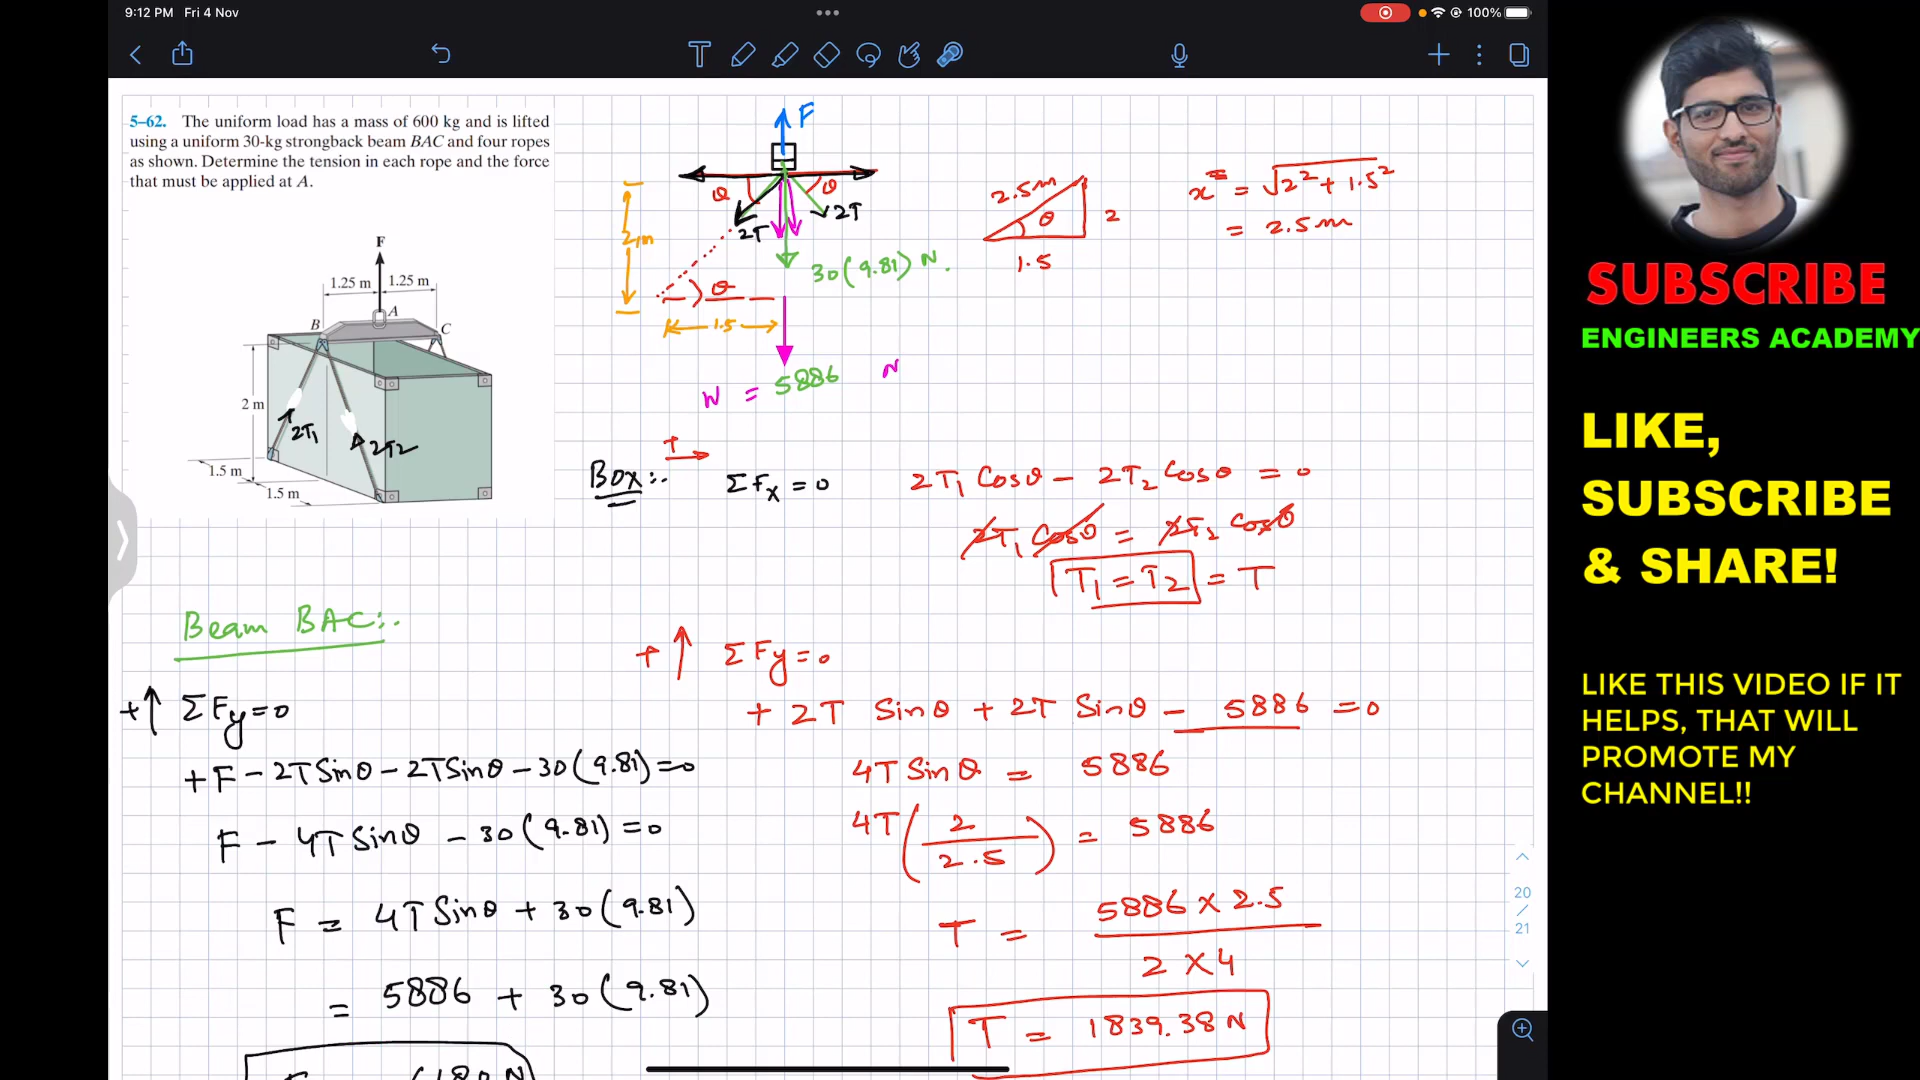 9:12 PM Fri 4 Nov
100%
5–62. The uniform load has a mass of 600 kg and is lifted
using a uniform 30-kg strongback beam BAC and four ropes
as shown. Determine the tension in each rope and the force
that must be applied at A.
F
1.25 m
1.25 m
A
B
C
2 m
2T1
2T2
1.5 m
1.5 m
F
θ
θ
2T
2T
2m
30(9.81) N.
θ
1.5
W = 5886 N
2.5m
θ
2
1.5
x = √2² + 1.5²
= 2.5 m
Box:.
+
ΣFx = 0
2T1 Cosθ - 2T2 Cosθ = 0
2T1 Cosθ = 2T2 Cosθ
T1 = T2 = T
+ ΣFy = 0
+ 2T Sinθ + 2T Sinθ - 5886 = 0
4T Sinθ = 5886
4T (2/2.5) = 5886
T = 5886 × 2.5
2 × 4
T = 1839.38 N
Beam BAC:.
+ ΣFy = 0
+F - 2T Sinθ - 2T Sinθ - 30(9.81) = 0
F - 4T Sinθ - 30(9.81) = 0
F = 4T Sinθ + 30(9.81)
= 5886 + 30(9.81)
20
/
21
SUBSCRIBE
ENGINEERS ACADEMY
LIKE,
SUBSCRIBE
& SHARE!
LIKE THIS VIDEO IF IT
HELPS, THAT WILL
PROMOTE MY
CHANNEL!!